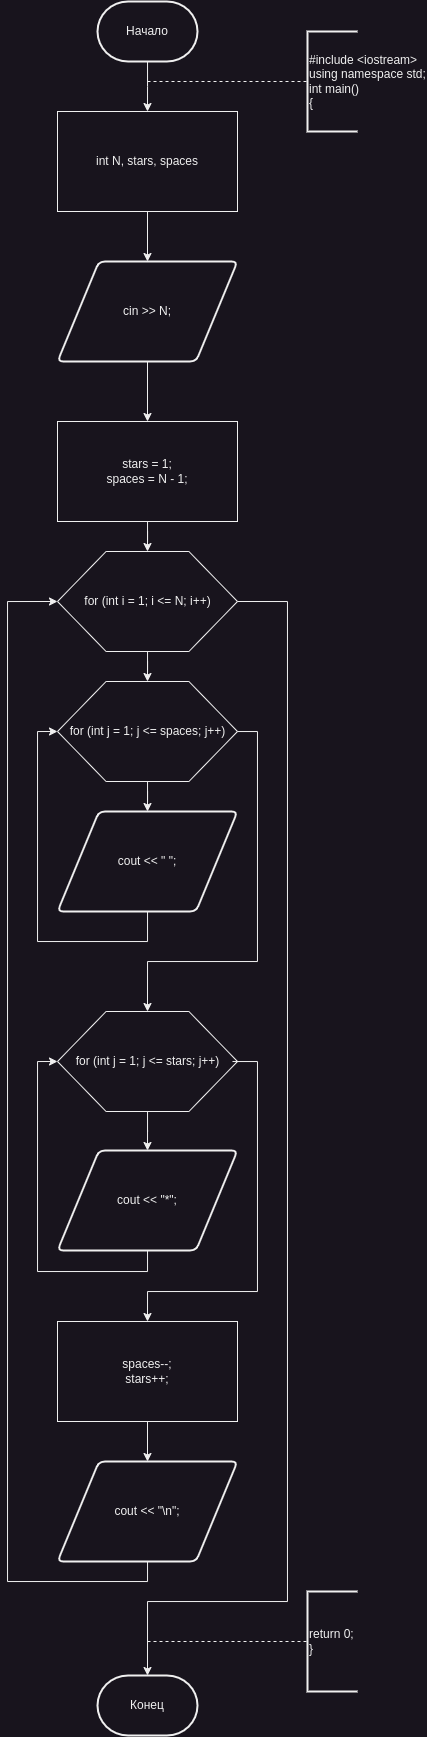 Начало
#include <iostream>
using namespace std;
int main()
{
int N, stars, spaces
cin >> N;
stars = 1;
spaces = N - 1;
for (int i = 1; i <= N; i++)
for (int j = 1; j <= spaces; j++)
cout << " ";
for (int j = 1; j <= stars; j++)
cout << "*";
spaces--;
stars++;
cout << "\n";
return 0;
}
Конец